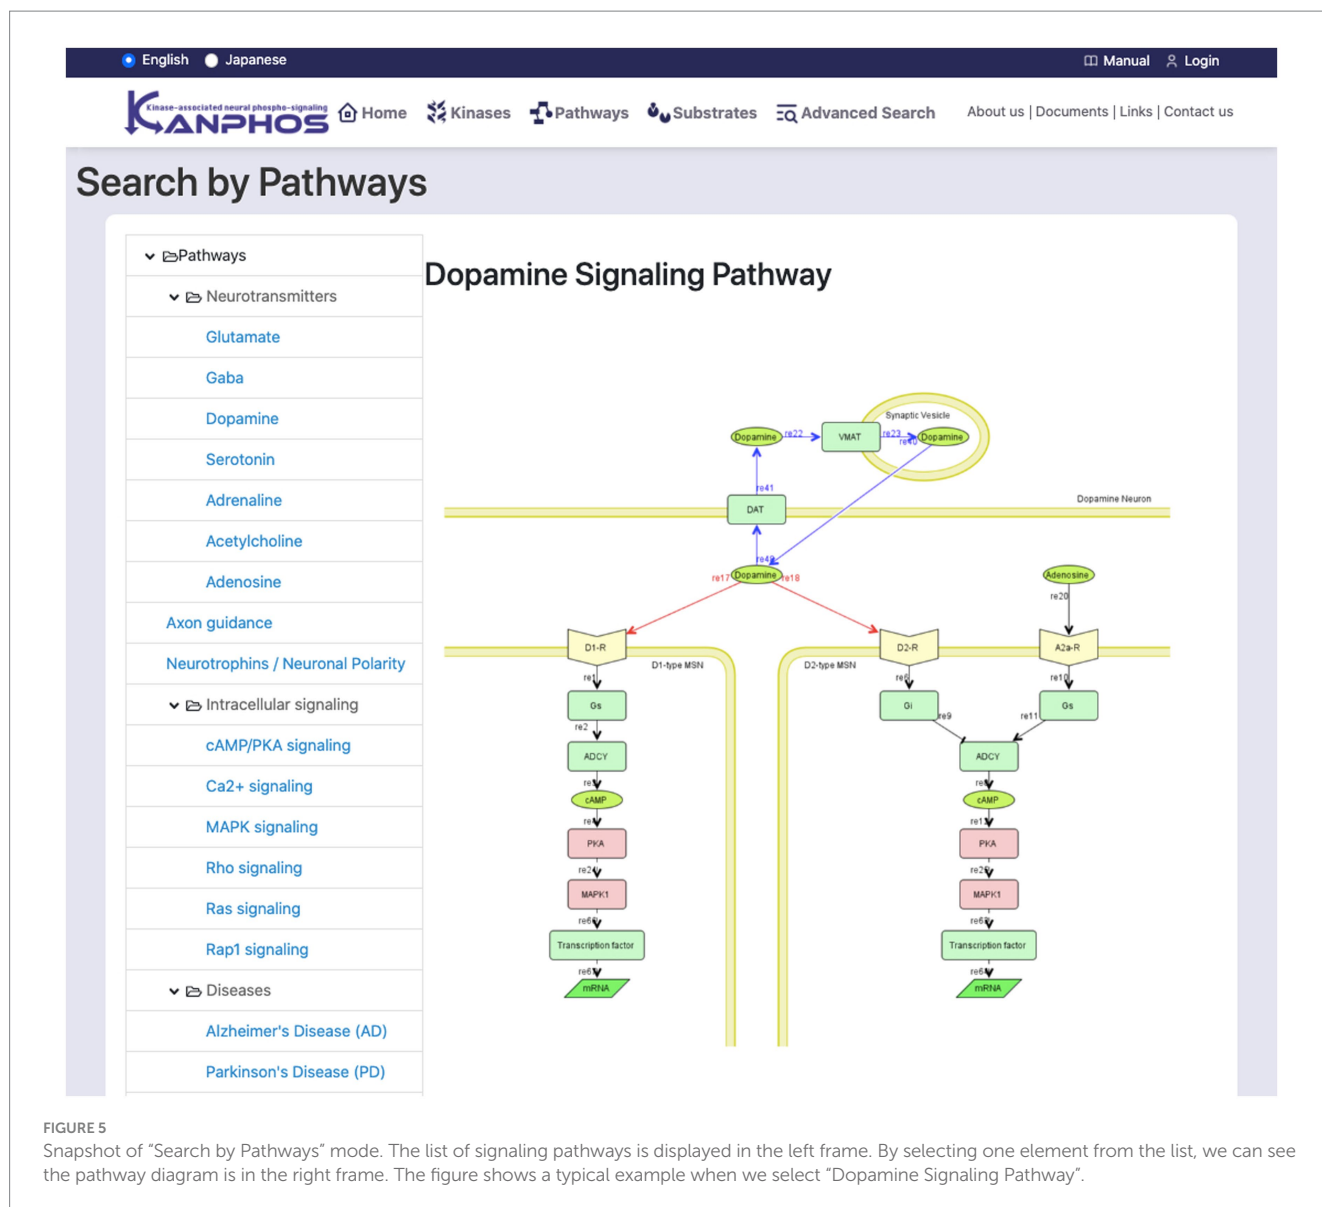 English Japanese Manual Login
Kinase-associated neural phospho-signaling
KANPHOS Home Kinases Pathways Substrates Advanced Search About us | Documents | Links | Contact us
Search by Pathways
Pathways
Neurotransmitters
Glutamate
Gaba
Dopamine
Serotonin
Adrenaline
Acetylcholine
Adenosine
Axon guidance
Neurotrophins / Neuronal Polarity
Intracellular signaling
cAMP/PKA signaling
Ca2+ signaling
MAPK signaling
Rho signaling
Ras signaling
Rap1 signaling
Diseases
Alzheimer's Disease (AD)
Parkinson's Disease (PD)
Dopamine Signaling Pathway
Synaptic Vesicle
Dopamine re22 VMAT re23 re40 Dopamine
re41
Dopamine Neuron
DAT
re17 Dopamine re18 Adenosine
re20
D1-R D2-R A2a-R
D1-type MSN D2-type MSN
re1 re6 re10
Gs Gi Gs
re2 re9 re11
ADCY ADCY
cAMP cAMP
PKA PKA
MAPK1 MAPK1
Transcription factor Transcription factor
mRNA mRNA
FIGURE 5
Snapshot of “Search by Pathways” mode. The list of signaling pathways is displayed in the left frame. By selecting one element from the list, we can see
the pathway diagram is in the right frame. The figure shows a typical example when we select “Dopamine Signaling Pathway”.